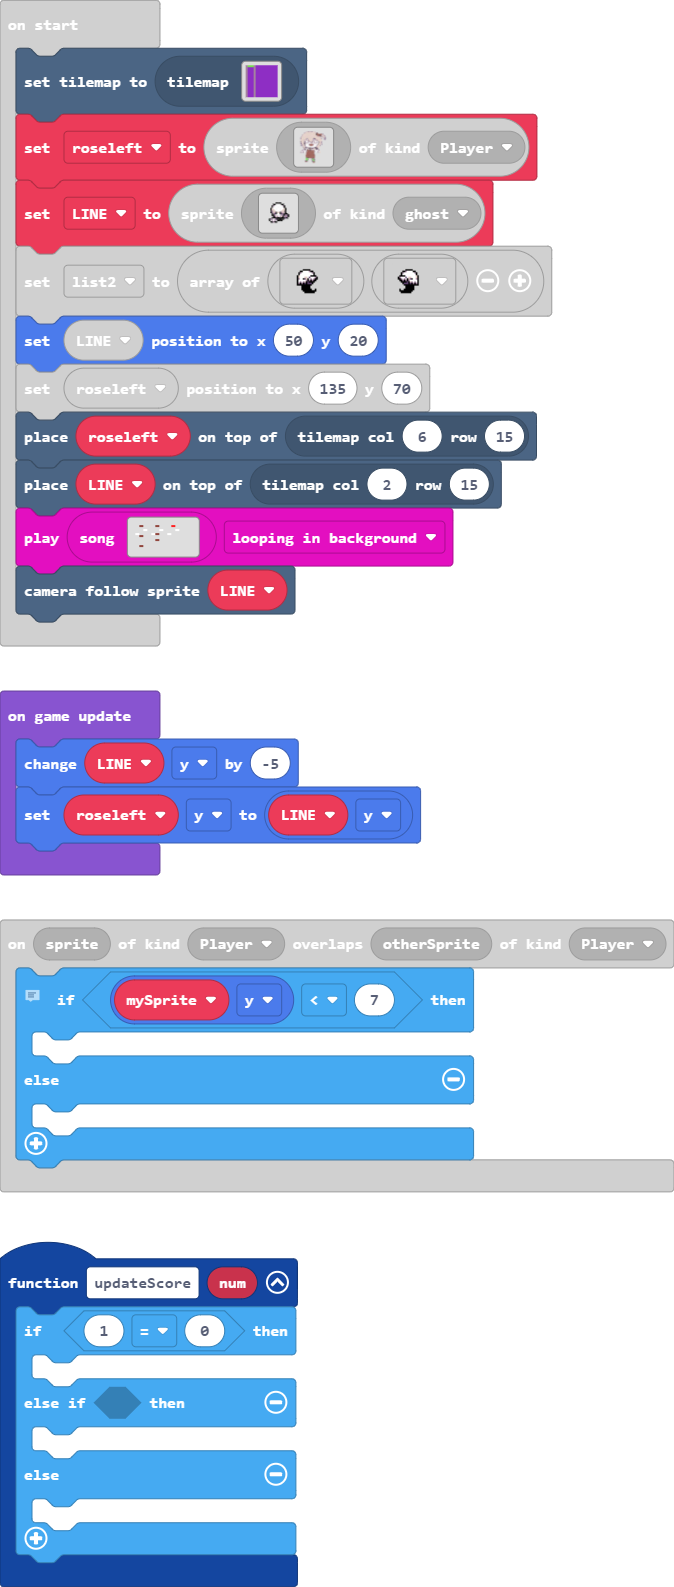 on start
set tilemap to tilemap
set roseleft to sprite of kind Player
set LINE to sprite of kind ghost
set list2 to array of
set LINE position to x 50 y 20
set roseleft position to x 135 y 70
place roseleft on top of tilemap col 6 row 15
place LINE on top of tilemap col 2 row 15
play song looping in background
camera follow sprite LINE
on game update
change LINE y by -5
set roseleft y to LINE y
on sprite of kind Player overlaps otherSprite of kind Player
if mySprite y < 7 then
else
function updateScore num
if 1 = 0 then
else if then
else